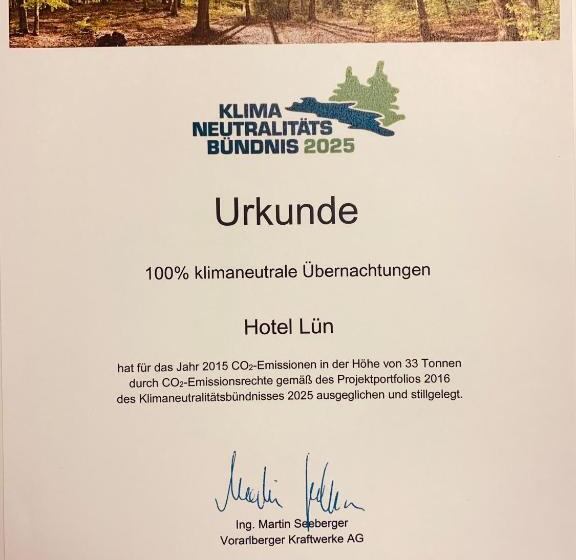 KLIMA
NEUTRALITÄTS
BÜNDNIS 2025
Urkunde
100% klimaneutrale Übernachtungen
Hotel Lün
hat für das Jahr 2015 CO₂-Emissionen in der Höhe von 33 Tonnen
durch CO₂-Emissionsrechte gemäß des Projektportfolios 2016
des Klimaneutralitätsbündnisses 2025 ausgeglichen und stillgelegt.
Ing. Martin Seeberger
Vorarlberger Kraftwerke AG